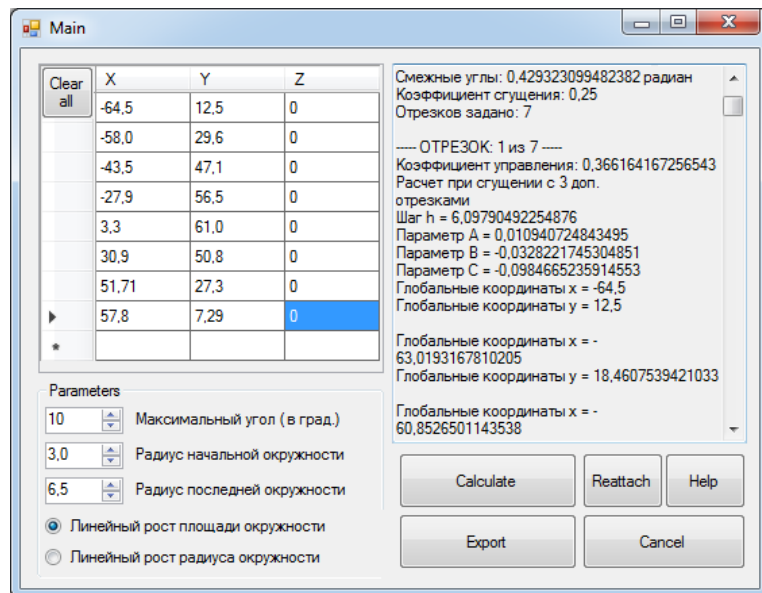 Main
Clear all
X Y Z
-64,5 12,5 0
-58,0 29,6 0
-43,5 47,1 0
-27,9 56,5 0
3,3 61,0 0
30,9 50,8 0
51,71 27,3 0
57,8 7,29 0
*
Parameters
10 Максимальный угол ( в град.)
3,0 Радиус начальной окружности
6,5 Радиус последней окружности
Линейный рост площади окружности
Линейный рост радиуса окружности
Смежные углы: 0,429323099482382 радиан
Коэффициент сгущения: 0,25
Отрезков задано: 7
----- ОТРЕЗОК: 1 из 7 -----
Коэффициент управления: 0,366164167256543
Расчет при сгущении с 3 доп.
отрезками
Шаг h = 6,09790492254876
Параметр A = 0,010940724843495
Параметр B = -0,0328221745304851
Параметр C = -0,0984665235914553
Глобальные координаты x = -64,5
Глобальные координаты y = 12,5
Глобальные координаты x = -
63,0193167810205
Глобальные координаты y = 18,4607539421033
Глобальные координаты x = -
60,8526501143538
Calculate
Reattach
Help
Export
Cancel